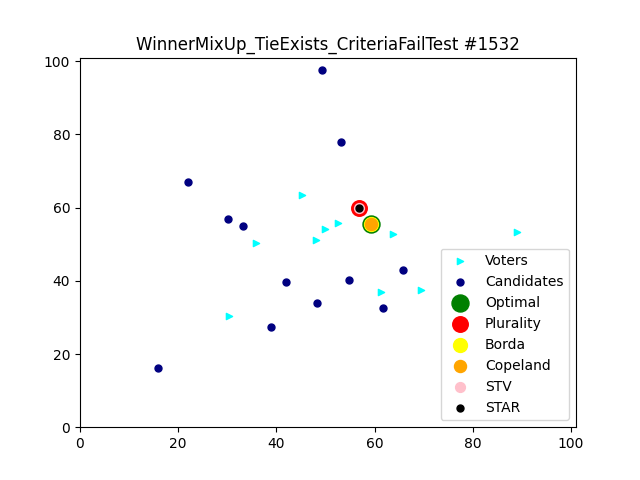 WinnerMixUp_TieExists_CriteriaFailTest #1532
100
80
60
40
20
0
0 20 40 60 80 100
Voters
Candidates
Optimal
Plurality
Borda
Copeland
STV
STAR